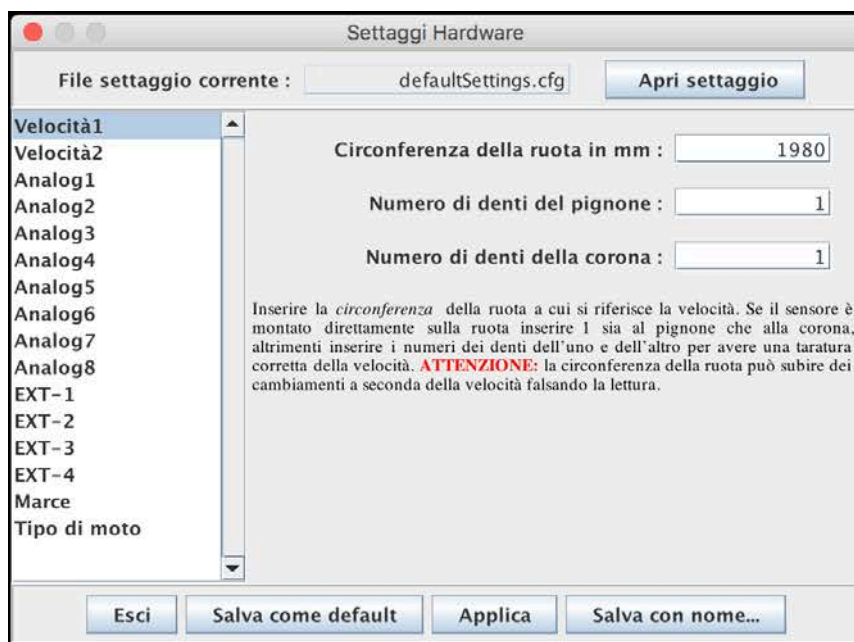 Settaggi Hardware
File settaggio corrente : defaultSettings.cfg Apri settaggio
Velocità1
Velocità2
Analog1
Analog2
Analog3
Analog4
Analog5
Analog6
Analog7
Analog8
EXT-1
EXT-2
EXT-3
EXT-4
Marce
Tipo di moto
Circonferenza della ruota in mm : 1980
Numero di denti del pignone : 1
Numero di denti della corona : 1
Inserire la circonferenza della ruota a cui si riferisce la velocità. Se il sensore è
montato direttamente sulla ruota inserire 1 sia al pignone che alla corona,
altrimenti inserire i numeri dei denti dell'uno e dell'altro per avere una taratura
corretta della velocità. ATTENZIONE: la circonferenza della ruota può subire dei
cambiamenti a seconda della velocità falsando la lettura.
Esci Salva come default Applica Salva con nome...